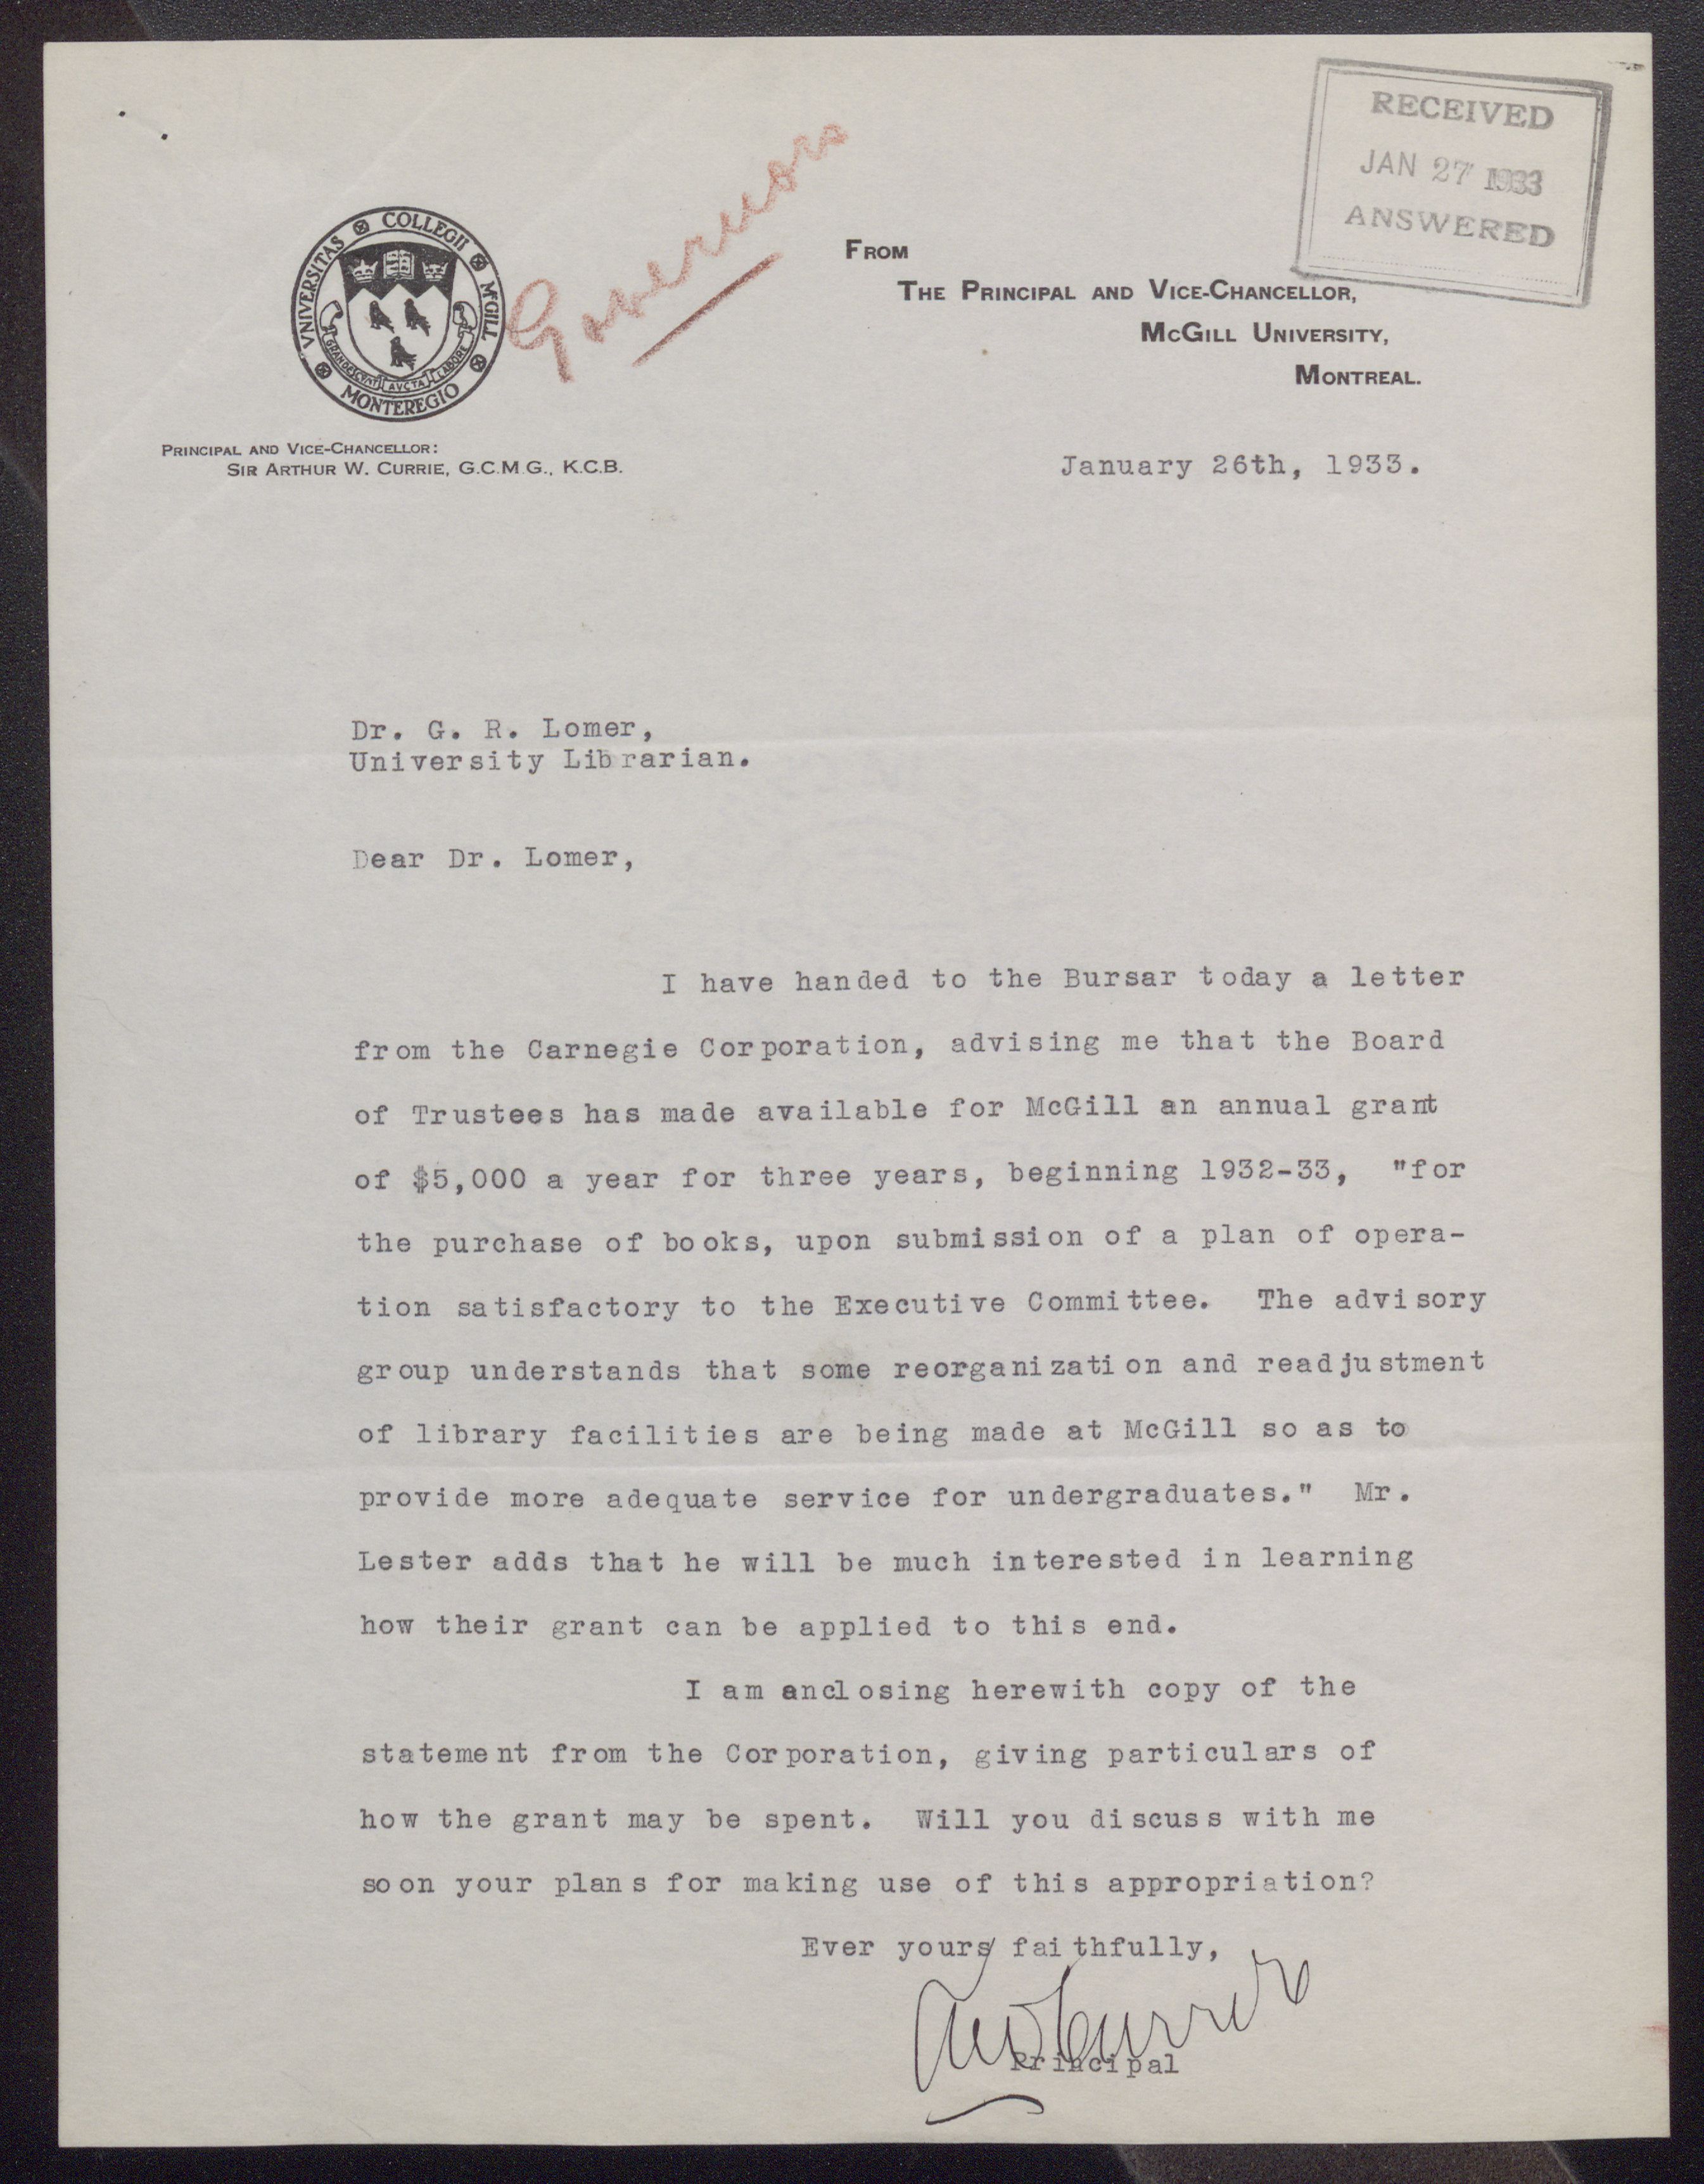 RECEIVED
JAN 27 1933
ANSWERED
Governors
UNIVERSITAS COLLEGII McGILL MONTEREGIO
GRANDESCUNT AUCTA LABORE
FROM
THE PRINCIPAL AND VICE-CHANCELLOR,
McGILL UNIVERSITY,
MONTREAL.
PRINCIPAL AND VICE-CHANCELLOR:
SIR ARTHUR W. CURRIE, G.C.M.G., K.C.B.
January 26th, 1933.
Dr. G. R. Lomer,
University Librarian.
Dear Dr. Lomer,
I have handed to the Bursar today a letter
from the Carnegie Corporation, advising me that the Board
of Trustees has made available for McGill an annual grant
of $5,000 a year for three years, beginning 1932-33, "for
the purchase of books, upon submission of a plan of opera-
tion satisfactory to the Executive Committee. The advisory
group understands that some reorganization and readjustment
of library facilities are being made at McGill so as to
provide more adequate service for undergraduates." Mr.
Lester adds that he will be much interested in learning
how their grant can be applied to this end.
I am enclosing herewith copy of the
statement from the Corporation, giving particulars of
how the grant may be spent. Will you discuss with me
soon your plans for making use of this appropriation?
Ever yours faithfully,
AWCurrie
Principal